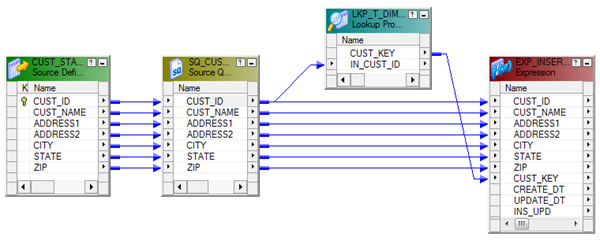 CUST_STA...
Source Defi...
K Name
CUST_ID
CUST_NAME
ADDRESS1
ADDRESS2
CITY
STATE
ZIP
SQ_CUS...
Source Q...
Name
CUST_ID
CUST_NAME
ADDRESS1
ADDRESS2
CITY
STATE
ZIP
LKP_T_DIM...
Lookup Pro...
Name
CUST_KEY
IN_CUST_ID
EXP_INSER...
Expression
Name
CUST_ID
CUST_NAME
ADDRESS1
ADDRESS2
CITY
STATE
ZIP
CUST_KEY
CREATE_DT
UPDATE_DT
INS_UPD